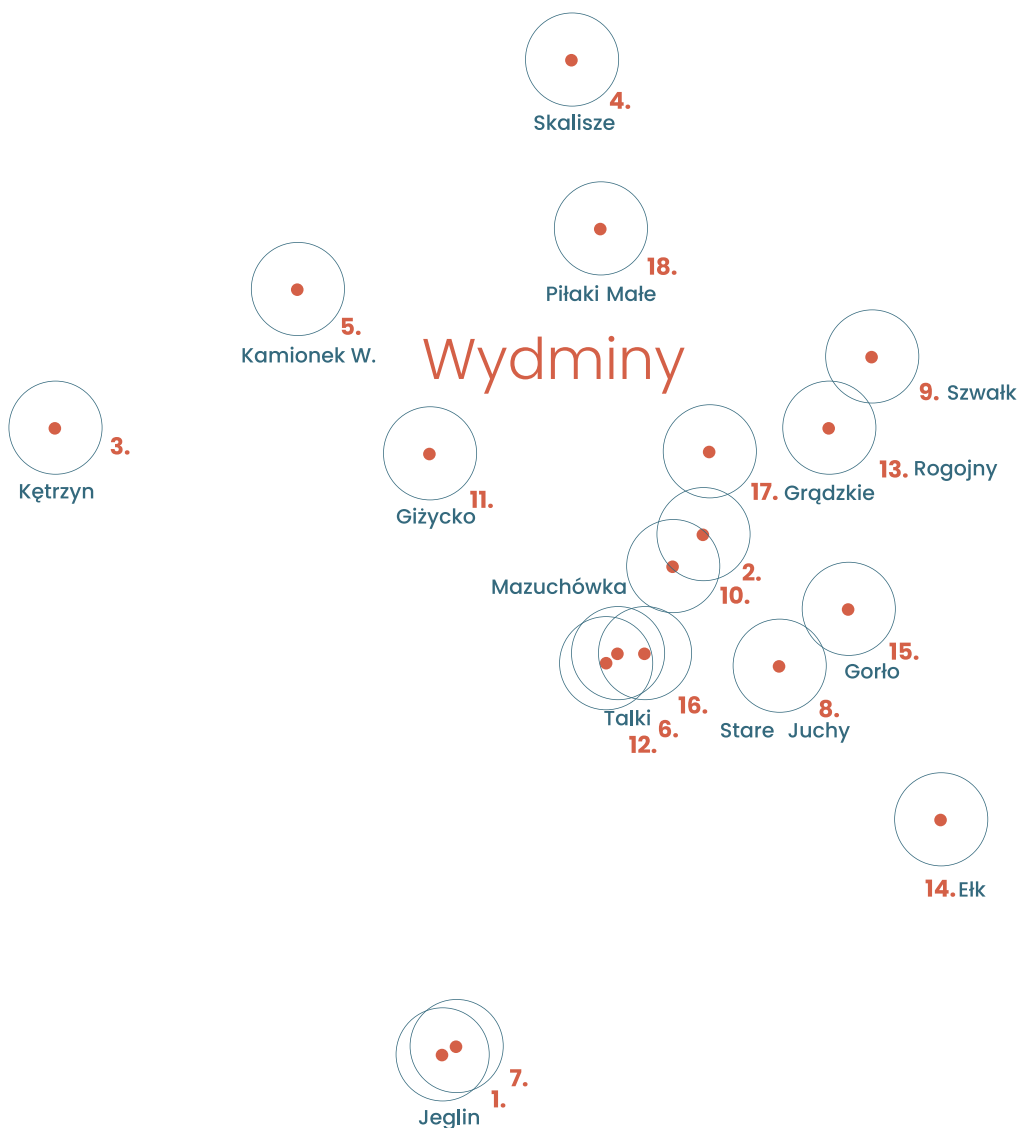 4.
Skalisze
18.
Piłaki Małe
5.
Kamionek W.
Wydminy
9. Szwałk
3.
Kętrzyn
13. Rogojny
11.
Giżycko
17. Grądzkie
2.
Mazuchówka
10.
15.
Gorło
16.
8.
Talki
6.
Stare Juchy
12.
14. Ełk
7.
1.
Jeglin